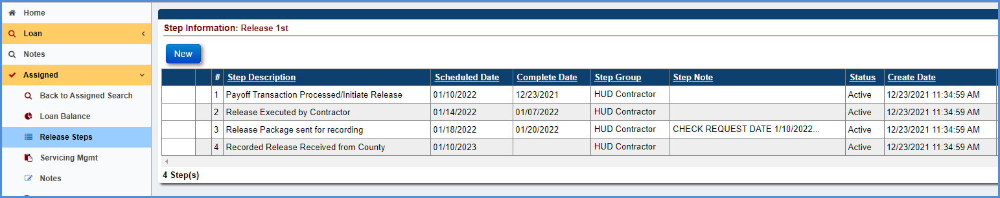 Home
Loan
Notes
Assigned
Back to Assigned Search
Loan Balance
Release Steps
Servicing Mgmt
Notes
Step Information: Release 1st
New
# Step Description Scheduled Date Complete Date Step Group Step Note Status Create Date
1 Payoff Transaction Processed/Initiate Release 01/10/2022 12/23/2021 HUD Contractor Active 12/23/2021 11:34:59 AM
2 Release Executed by Contractor 01/14/2022 01/07/2022 HUD Contractor Active 12/23/2021 11:34:59 AM
3 Release Package sent for recording 01/18/2022 01/20/2022 HUD Contractor CHECK REQUEST DATE 1/10/2022... Active 12/23/2021 11:34:59 AM
4 Recorded Release Received from County 01/10/2023 HUD Contractor Active 12/23/2021 11:34:59 AM
4 Step(s)